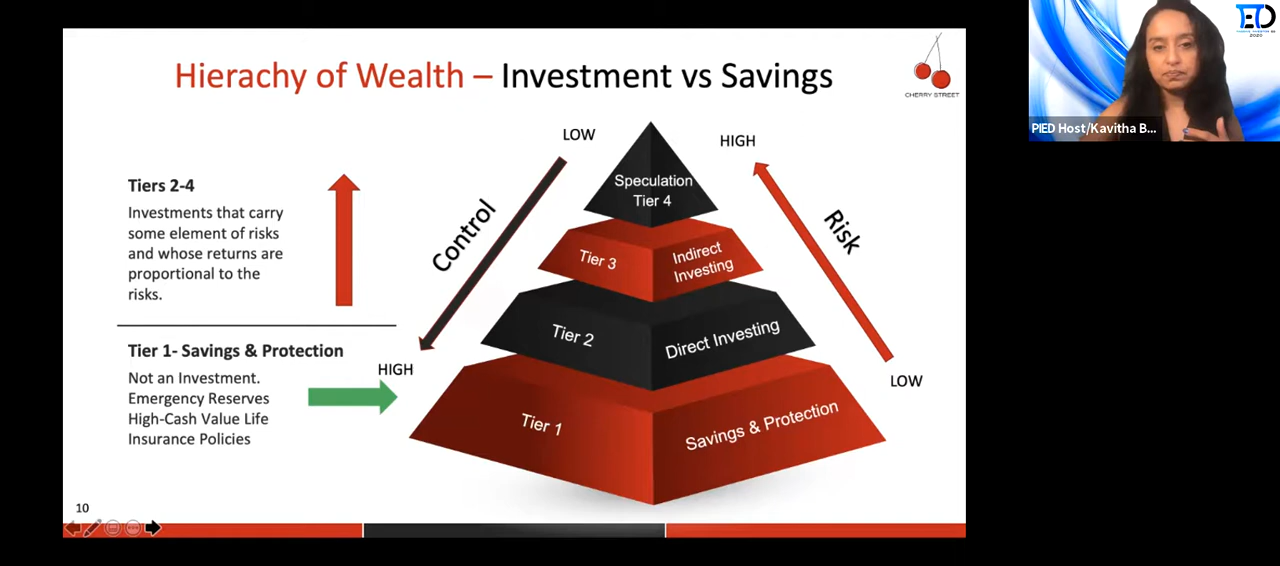 Hierachy of Wealth – Investment vs Savings
CHERRY STREET
LOW
HIGH
Control
Risk
Speculation
Tier 4
Tier 3
Indirect
Investing
Tier 2
Direct Investing
Tier 1
Savings & Protection
HIGH
LOW
Tiers 2-4
Investments that carry
some element of risks
and whose returns are
proportional to the
risks.
Tier 1- Savings & Protection
Not an Investment.
Emergency Reserves
High-Cash Value Life
Insurance Policies
10
PIED Host/Kavitha B...
2020